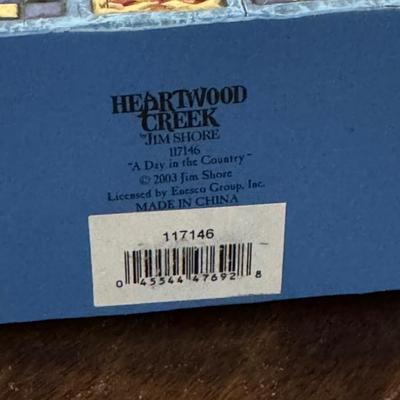 HEARTWOOD
CREEK
by JIM SHORE
117146
"A Day in the Country"
© 2003 Jim Shore
Licensed by Enesco Group, Inc.
MADE IN CHINA
117146
0 45544 47692 8